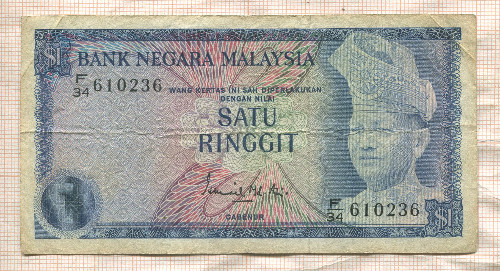 $1
BANK NEGARA MALAYSIA
F/34 610236
WANG KERTAS INI SAH DIPERLAKUKAN
DENGAN NILAI
SATU
RINGGIT
GABENOR
F/34 610236
$1